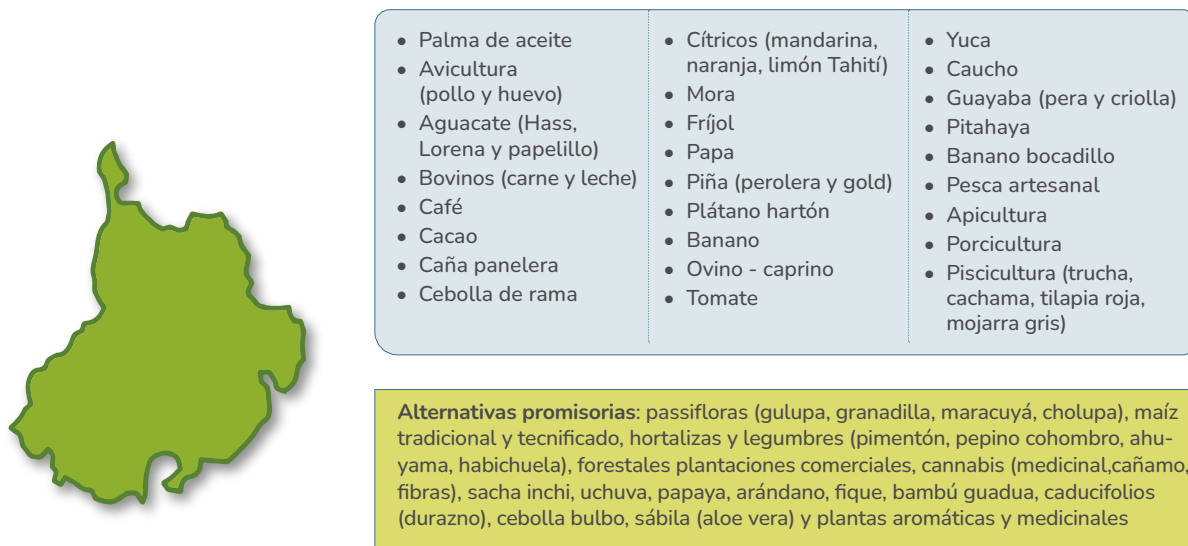 • Palma de aceite
• Avicultura
(pollo y huevo)
• Aguacate (Hass,
Lorena y papelillo)
• Bovinos (carne y leche)
• Café
• Cacao
• Caña panelera
• Cebolla de rama
• Cítricos (mandarina,
naranja, limón Tahití)
• Mora
• Fríjol
• Papa
• Piña (perolera y gold)
• Plátano hartón
• Banano
• Ovino - caprino
• Tomate
• Yuca
• Caucho
• Guayaba (pera y criolla)
• Pitahaya
• Banano bocadillo
• Pesca artesanal
• Apicultura
• Porcicultura
• Piscicultura (trucha,
cachama, tilapia roja,
mojarra gris)
Alternativas promisorias: passifloras (gulupa, granadilla, maracuyá, cholupa), maíz
tradicional y tecnificado, hortalizas y legumbres (pimentón, pepino cohombro, ahu-
yama, habichuela), forestales plantaciones comerciales, cannabis (medicinal,cañamo,
fibras), sacha inchi, uchuva, papaya, arándano, fique, bambú guadua, caducifolios
(durazno), cebolla bulbo, sábila (aloe vera) y plantas aromáticas y medicinales